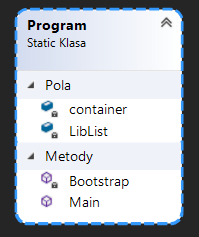 Program
Static Klasa
Pola
container
LibList
Metody
Bootstrap
Main